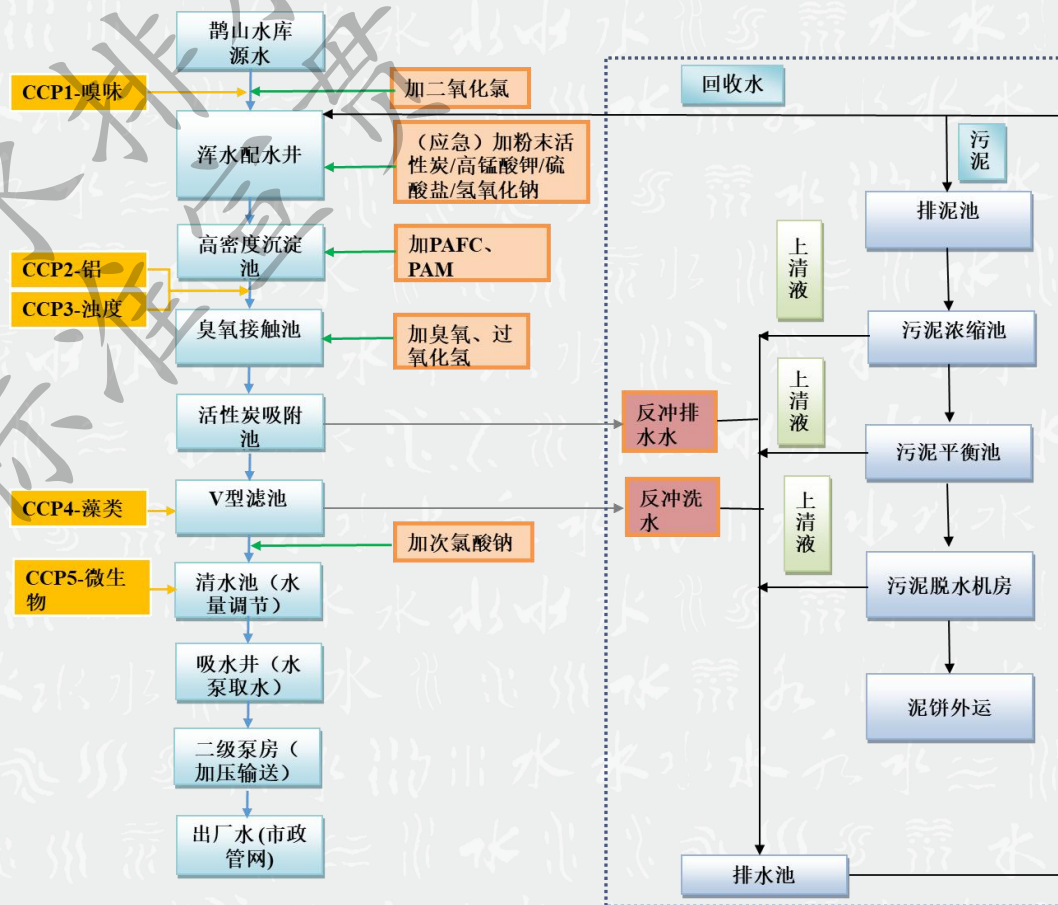 鹊山水库
源水
CCP1-嗅味
加二氧化氯
浑水配水井
（应急）加粉末活
性炭/高锰酸钾/硫
酸盐/氢氧化钠
高密度沉淀
池
加PAFC、
PAM
CCP2-铝
CCP3-浊度
臭氧接触池
加臭氧、过
氧化氢
活性炭吸附
池
V型滤池
CCP4-藻类
加次氯酸钠
CCP5-微生
物
清水池（水
量调节）
吸水井（水
泵取水）
二级泵房（
加压输送）
出厂水(市政
管网)
回收水
污
泥
排泥池
上
清
液
污泥浓缩池
上
清
液
反冲排
水水
污泥平衡池
反冲洗
水
上
清
液
污泥脱水机房
泥饼外运
排水池